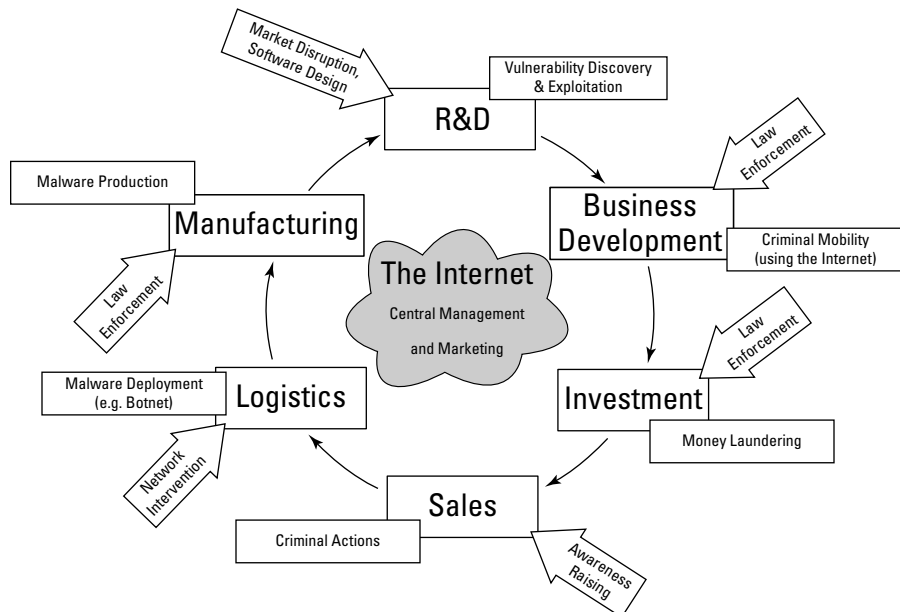 Market Disruption,
Software Design
Vulnerability Discovery
& Exploitation
R&D
Law
Enforcement
Malware Production
Manufacturing
Business
Development
Criminal Mobility
(using the Internet)
The Internet
Central Management
and Marketing
Law
Enforcement
Law
Enforcement
Malware Deployment
(e.g. Botnet)
Logistics
Investment
Money Laundering
Network
Intervention
Sales
Criminal Actions
Awareness
Raising